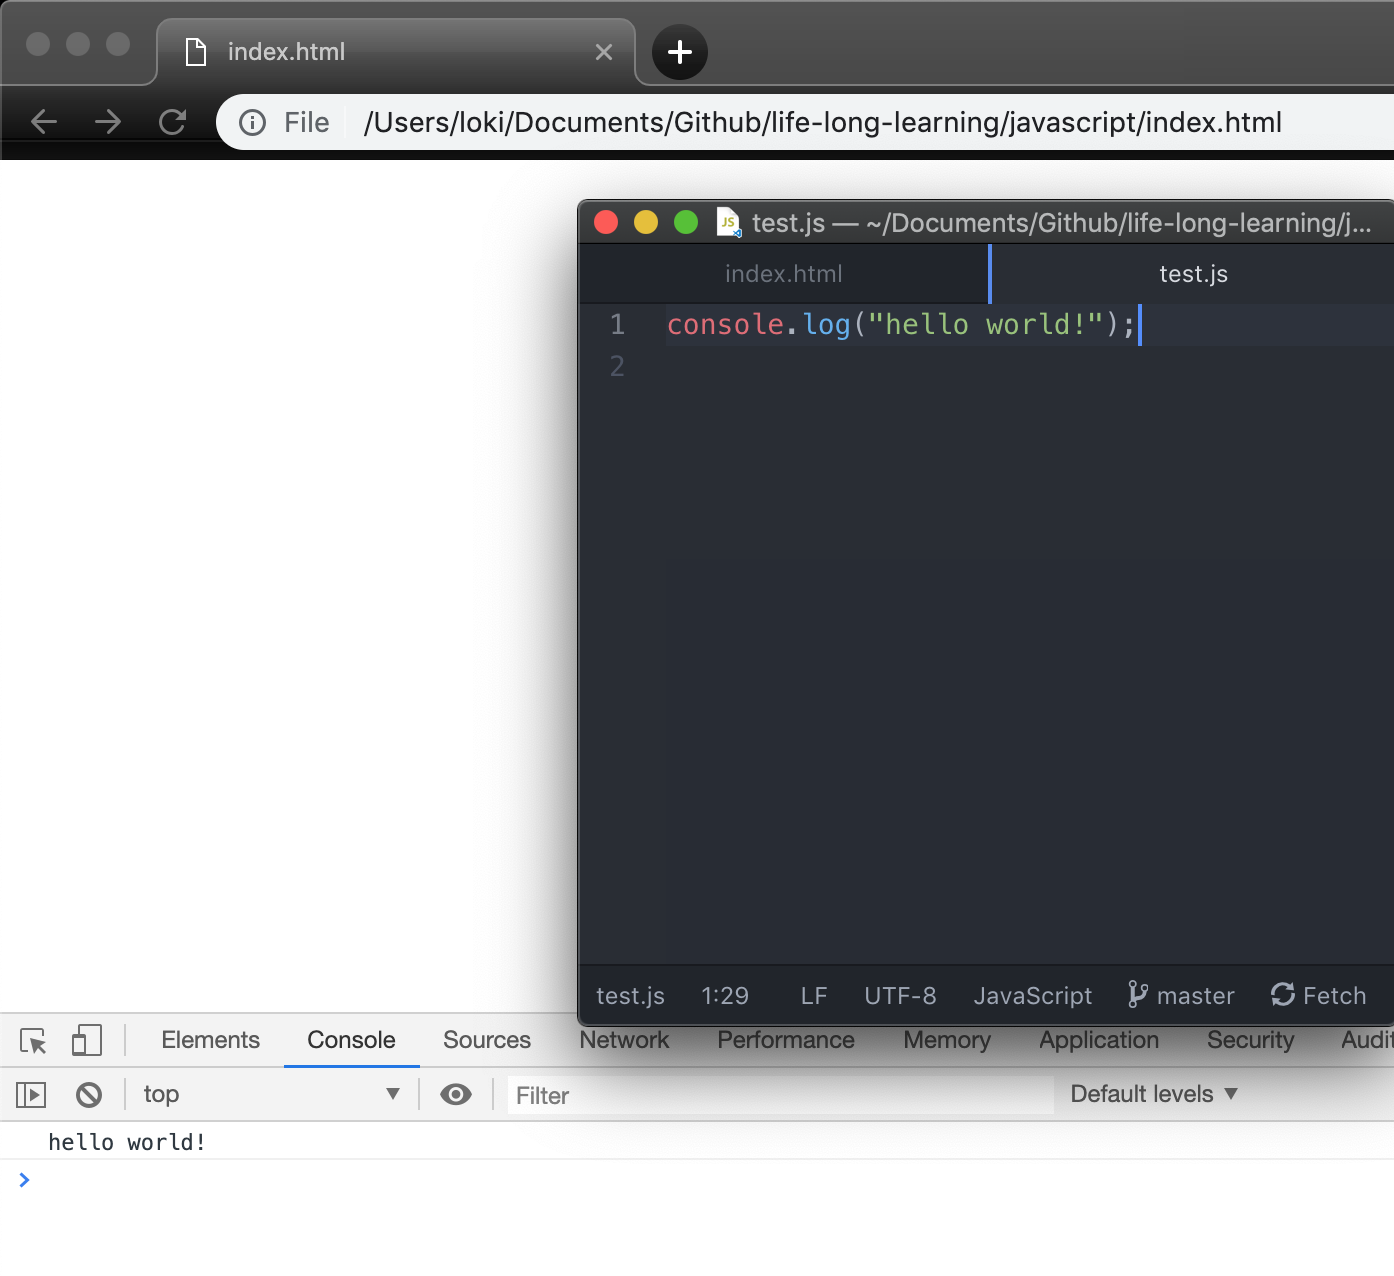 index.html
File /Users/loki/Documents/Github/life-long-learning/javascript/index.html
JS test.js — ~/Documents/Github/life-long-learning/j...
index.html test.js
1 console.log("hello world!");
2
test.js 1:29 LF UTF-8 JavaScript master Fetch
Elements Console Sources Network Performance Memory Application Security Audit
top Filter Default levels
hello world!